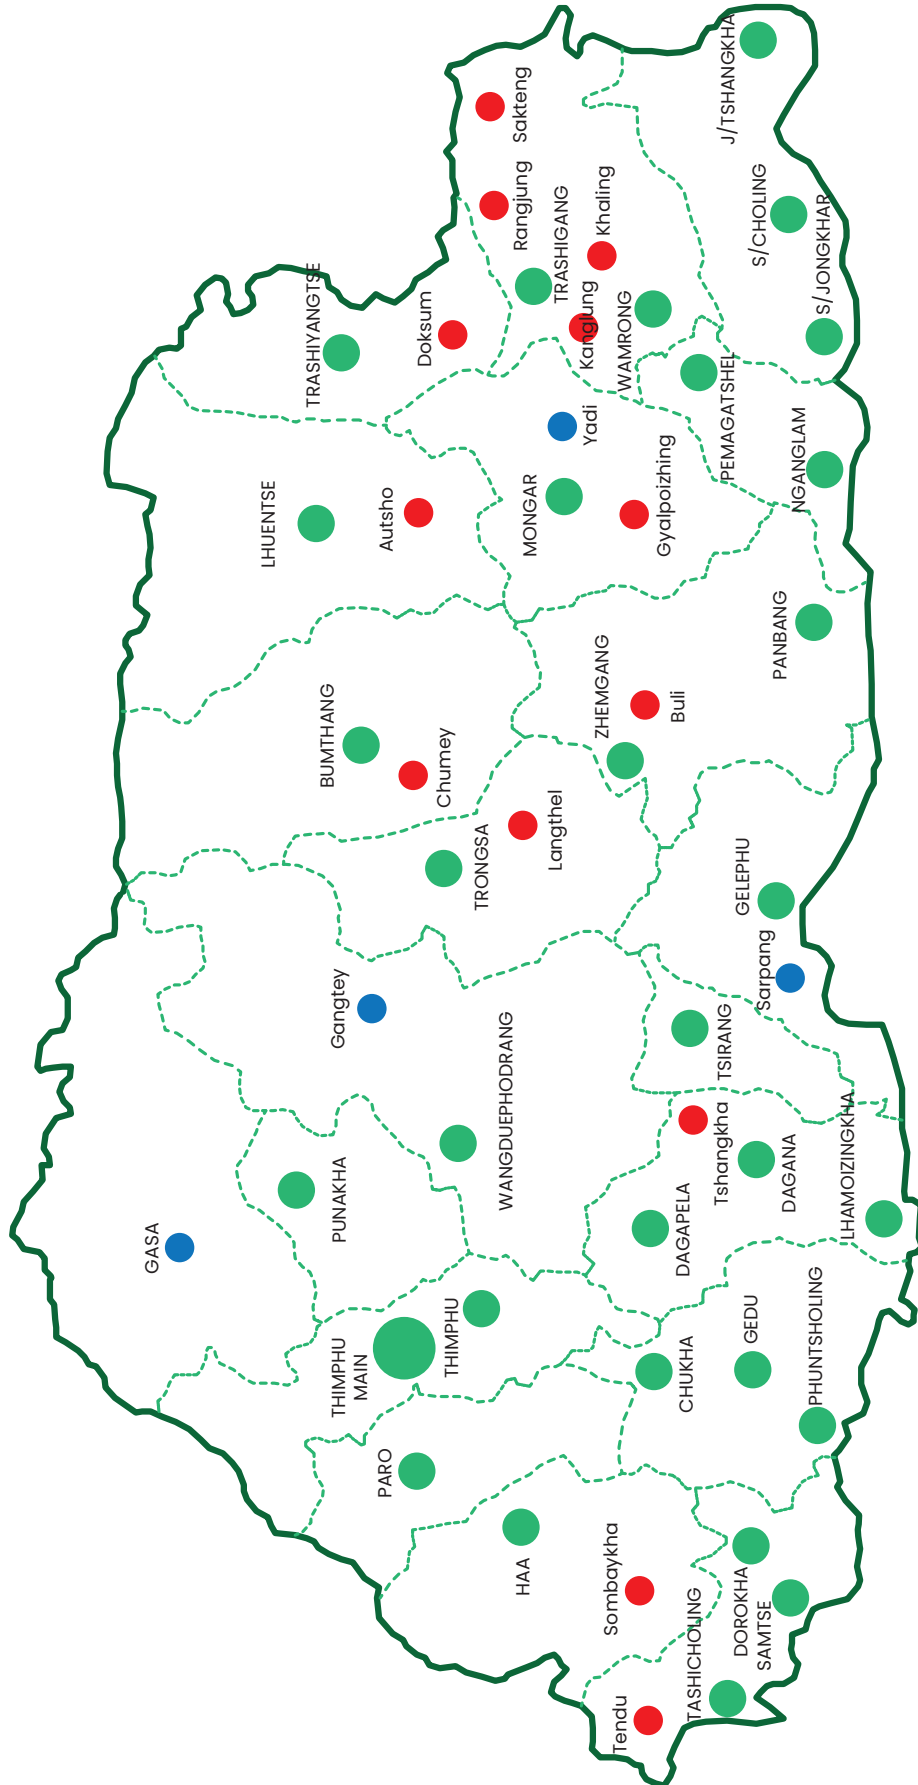 GASA
LHUENTSE
TRASHIYANGTSE
BUMTHANG
PUNAKHA
Gangtey
THIMPHU
MAIN
PARO
Autsho
Doksum
Chumey
Sakteng
Rangjung
THIMPHU
TRONGSA
WANGDUEPHODRANG
HAA
Langthel
MONGAR
Yadi
TRASHIGANG
Kanglung
Khaling
ZHEMGANG
WAMRONG
Sombaykha
Tendu
Gyalpoizhing
Buli
DAGAPELA
CHUKHA
TASHICHOLING
Tshangkha
TSIRANG
PEMAGATSHEL
J/TSHANGKHA
GELEPHU
GEDU
DOROKHA
SAMTSE
S/CHOLING
Sarpang
PANBANG
DAGANA
NGANGLAM
S/JONGKHAR
PHUNTSHOLING
LHAMOIZINGKHA